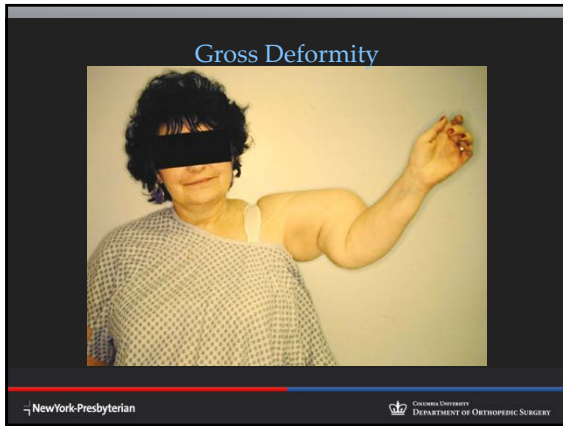 Gross Deformity
NewYork-Presbyterian
COLUMBIA UNIVERSITY
DEPARTMENT OF ORTHOPEDIC SURGERY